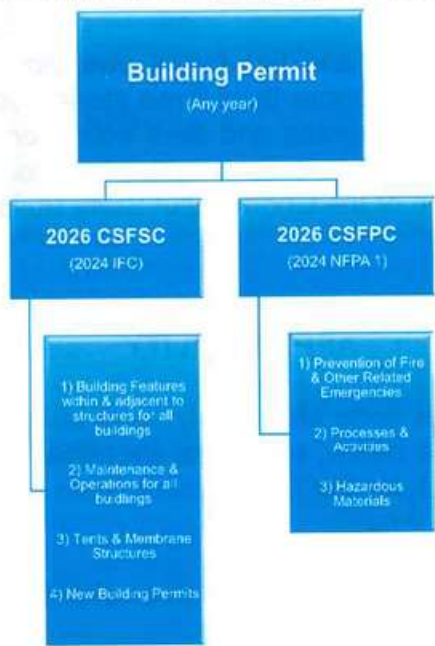 Building Permit
(Any year)
2026 CSFSC
(2024 IFC)
2026 CSFPC
(2024 NFPA 1)
1) Building Features
within & adjacent to
structures for all
buildings
2) Maintenance &
Operations for all
buildings
3) Tents & Membrane
Structures
4) New Building Permits
1) Prevention of Fire
& Other Related
Emergencies
2) Processes &
Activities
3) Hazardous
Materials